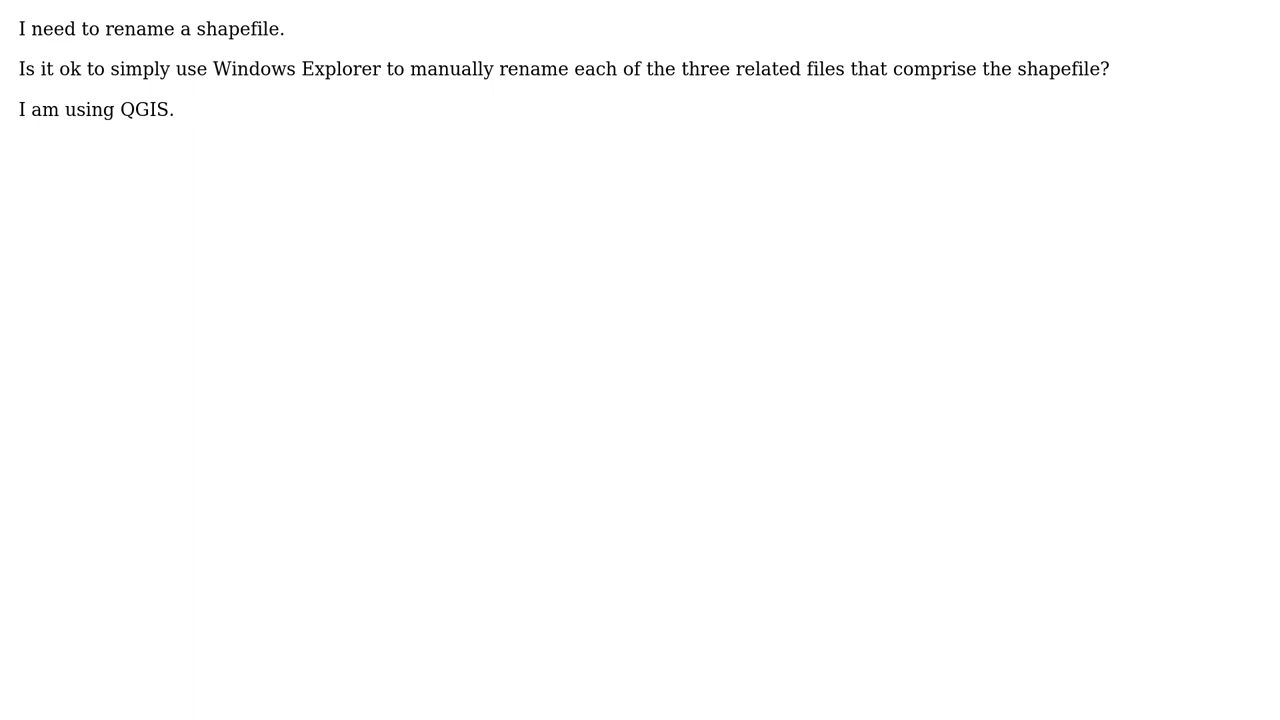 I need to rename a shapefile.
Is it ok to simply use Windows Explorer to manually rename each of the three related files that comprise the shapefile?
I am using QGIS.